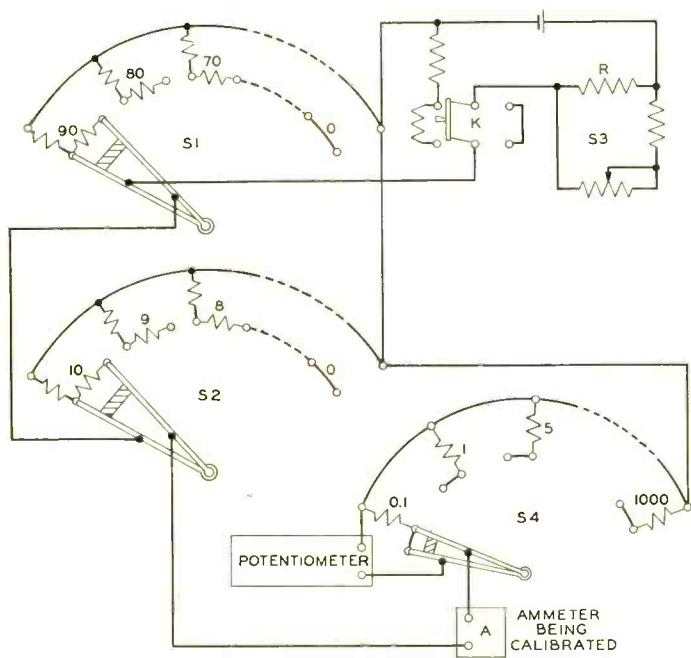 70
80
90
S1
0
R
K
S3
8
9
10
0
S2
5
1
0.1
1000
S4
POTENTIOMETER
A
AMMETER
BEING
CALIBRATED